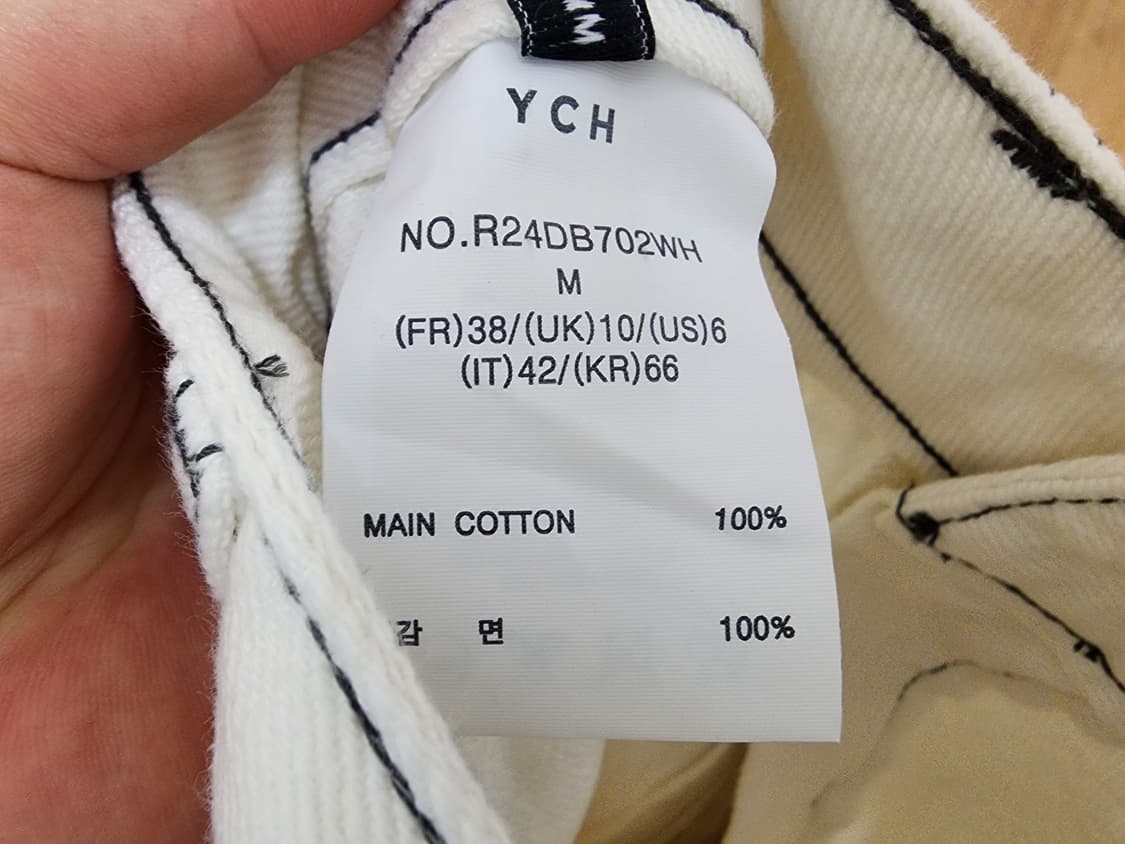 YCH
NO.R24DB702WH
M
(FR)38/(UK)10/(US)6
(IT)42/(KR)66
MAIN COTTON 100%
감 면 100%